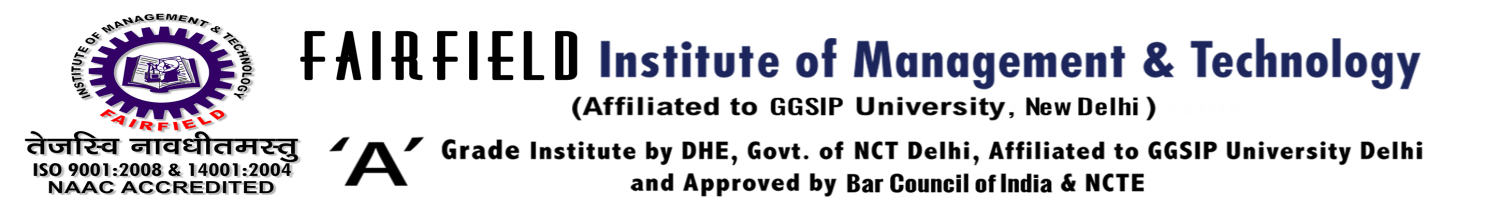 INSTITUTE OF MANAGEMENT & TECHNOLOGY
FAIRFIELD
तेजस्वि नावधीतमस्तु
ISO 9001:2008 & 14001:2004
NAAC ACCREDITED
FAIRFIELD Institute of Management & Technology
(Affiliated to GGSIP University, New Delhi)
'A' Grade Institute by DHE, Govt. of NCT Delhi, Affiliated to GGSIP University Delhi
and Approved by Bar Council of India & NCTE